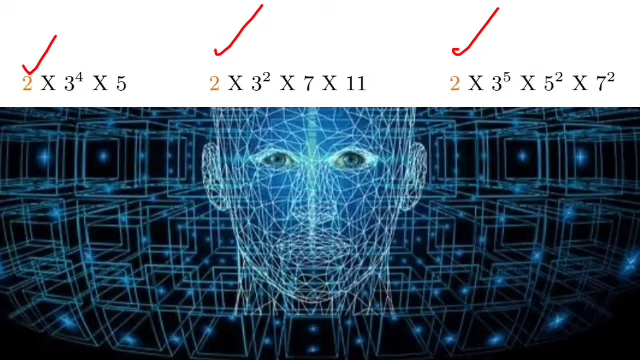 2 X 3⁴ X 5 2 X 3² X 7 X 11 2 X 3⁵ X 5² X 7²